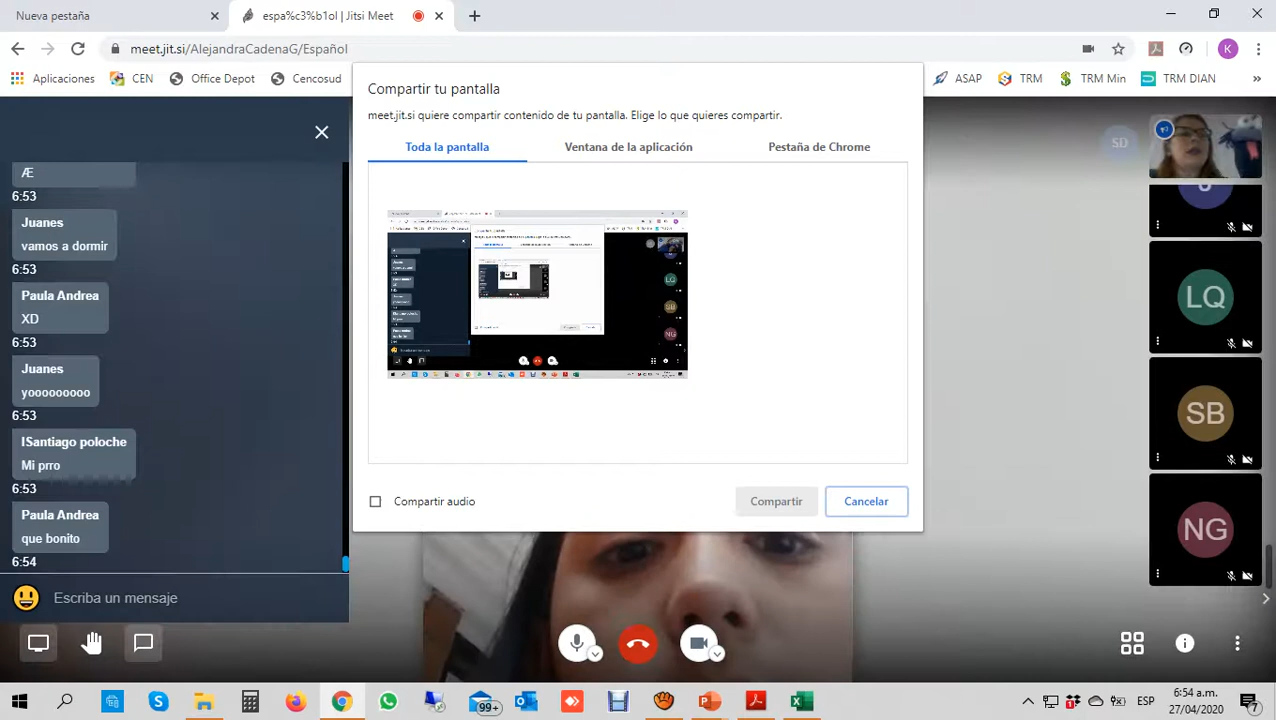 Nueva pestaña
espa%c3%b1ol | Jitsi Meet
meet.jit.si/AlejandraCadenaG/Español
K
Aplicaciones CEN Office Depot Cencosud ASAP TRM TRM Min TRM DIAN »
Compartir tu pantalla
meet.jit.si quiere compartir contenido de tu pantalla. Elige lo que quieres compartir.
Toda la pantalla Ventana de la aplicación Pestaña de Chrome
Compartir audio Compartir Cancelar
Æ
6:53
Juanes
vamos a dormir
6:53
Paula Andrea
XD
6:53
Juanes
yooooooooo
6:53
ISantiago poloche
Mi prro
6:53
Paula Andrea
que bonito
6:54
Escriba un mensaje
SD
LQ
SB
NG
99+
ESP
6:54 a.m.
27/04/2020
7